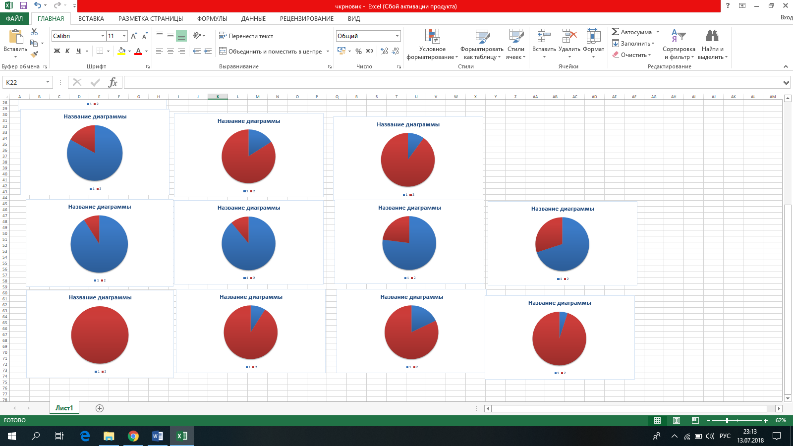 чкрновик - Excel (Сбой активации продукта)
ФАЙЛ ГЛАВНАЯ ВСТАВКА РАЗМЕТКА СТРАНИЦЫ ФОРМУЛЫ ДАННЫЕ РЕЦЕНЗИРОВАНИЕ ВИД Вход
Вставить Calibri 11 Перенести текст Общий Условное форматирование Форматировать как таблицу Стили ячеек Вставить Удалить Формат Автосумма Сортировка и фильтр Найти и выделить
Ж К Ч Объединить и поместить в центре % Заполнить
Очистить
Буфер обмена Шрифт Выравнивание Число Стили Ячейки Редактирование
K22
Название диаграммы Название диаграммы Название диаграммы
Название диаграммы Название диаграммы Название диаграммы Название диаграммы
Название диаграммы Название диаграммы Название диаграммы Название диаграммы
Лист1
ГОТОВО 62%
РУС 23:13
13.07.2018